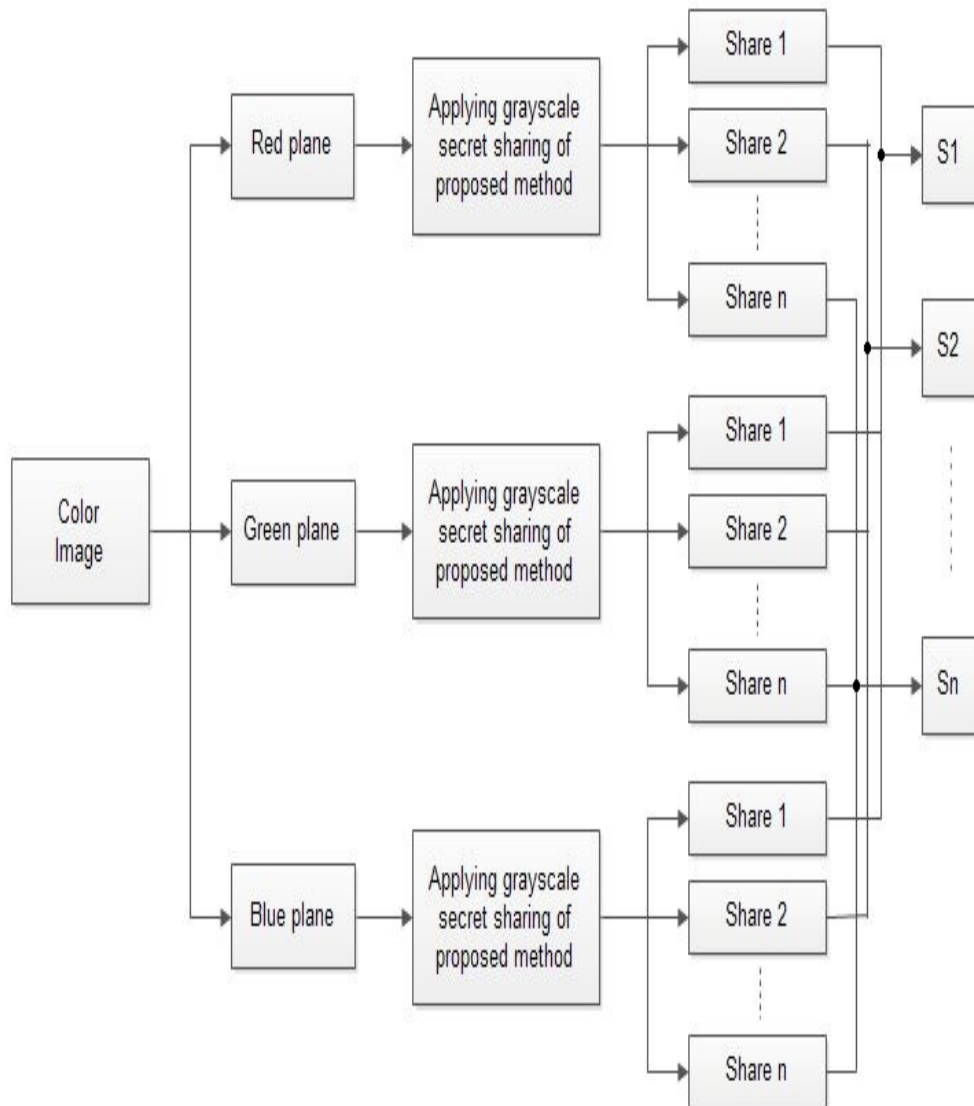 Color
Image
Red plane
Applying grayscale
secret sharing of
proposed method
Share 1
Share 2
Share n
Green plane
Applying grayscale
secret sharing of
proposed method
Share 1
Share 2
Share n
Blue plane
Applying grayscale
secret sharing of
proposed method
Share 1
Share 2
Share n
S1
S2
Sn